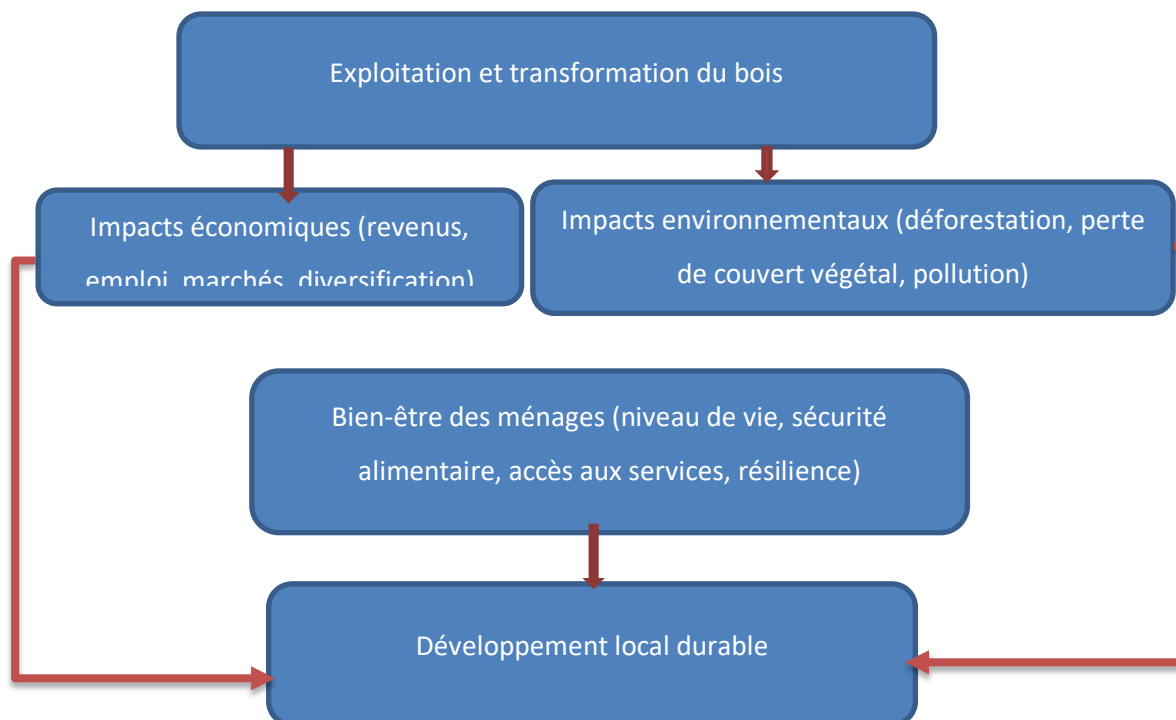 Exploitation et transformation du bois
Impacts économiques (revenus,
emploi, marchés, diversification)
Impacts environnementaux (déforestation, perte
de couvert végétal, pollution)
Bien-être des ménages (niveau de vie, sécurité
alimentaire, accès aux services, résilience)
Développement local durable